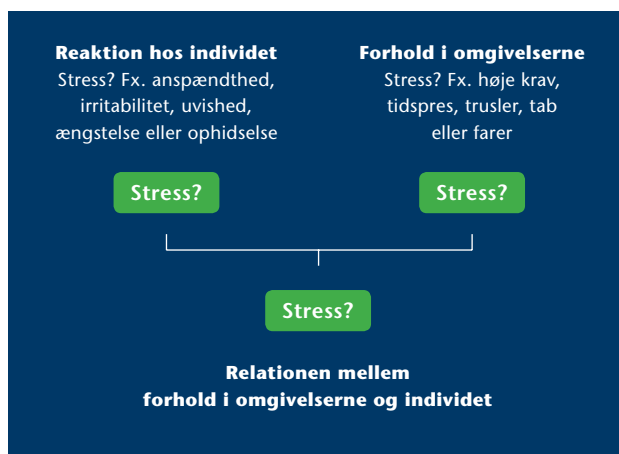 Reaktion hos individet
Stress? Fx. anspændthed,
irritabilitet, uvished,
ængstelse eller ophidselse
Stress?
Forhold i omgivelserne
Stress? Fx. høje krav,
tidspres, trusler, tab
eller farer
Stress?
Stress?
Relationen mellem
forhold i omgivelserne og individet